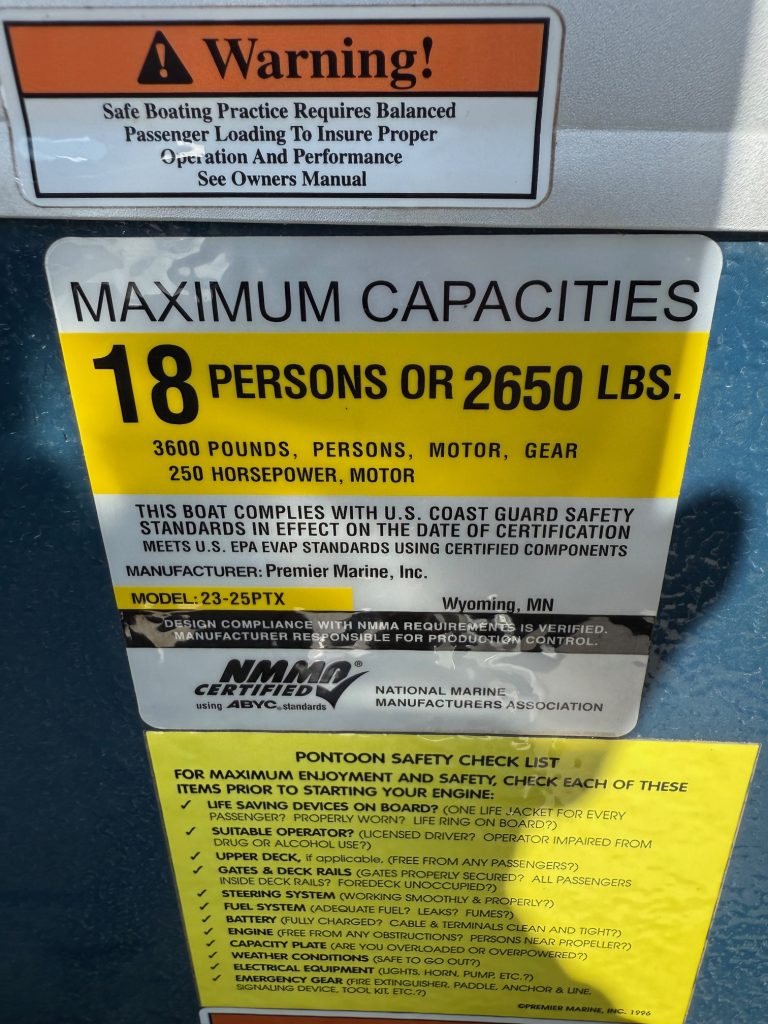 Warning!
Safe Boating Practice Requires Balanced
Passenger Loading To Insure Proper
Operation And Performance
See Owners Manual
MAXIMUM CAPACITIES
18 PERSONS OR 2650 LBS.
3600 POUNDS, PERSONS, MOTOR, GEAR
250 HORSEPOWER, MOTOR
THIS BOAT COMPLIES WITH U.S. COAST GUARD SAFETY
STANDARDS IN EFFECT ON THE DATE OF CERTIFICATION
MEETS U.S. EPA EVAP STANDARDS USING CERTIFIED COMPONENTS
MANUFACTURER: Premier Marine, Inc.
MODEL: 23-25PTX Wyoming, MN
DESIGN COMPLIANCE WITH NMMA REQUIREMENTS IS VERIFIED.
MANUFACTURER RESPONSIBLE FOR PRODUCTION CONTROL.
NMMA®
CERTIFIED
using ABYC® standards
NATIONAL MARINE
MANUFACTURERS ASSOCIATION
PONTOON SAFETY CHECK LIST
FOR MAXIMUM ENJOYMENT AND SAFETY, CHECK EACH OF THESE
ITEMS PRIOR TO STARTING YOUR ENGINE:
✓ LIFE SAVING DEVICES ON BOARD? (ONE LIFE JACKET FOR EVERY
PASSENGER? PROPERLY WORN? LIFE RING ON BOARD?)
✓ SUITABLE OPERATOR? (LICENSED DRIVER? OPERATOR IMPAIRED FROM
DRUG OR ALCOHOL USE?)
✓ UPPER DECK, if applicable, (FREE FROM ANY PASSENGERS?)
✓ GATES & DECK RAILS (GATES PROPERLY SECURED? ALL PASSENGERS
INSIDE DECK RAILS? FOREDECK UNOCCUPIED?)
✓ STEERING SYSTEM (WORKING SMOOTHLY & PROPERLY?)
✓ FUEL SYSTEM (ADEQUATE FUEL? LEAKS? FUMES?)
✓ BATTERY (FULLY CHARGED? CABLE & TERMINALS CLEAN AND TIGHT?)
✓ ENGINE (FREE FROM ANY OBSTRUCTIONS? PERSONS NEAR PROPELLER?)
✓ CAPACITY PLATE (ARE YOU OVERLOADED OR OVERPOWERED?)
✓ WEATHER CONDITIONS (SAFE TO GO OUT?)
✓ ELECTRICAL EQUIPMENT (LIGHTS, HORN, PUMP, ETC.?)
✓ EMERGENCY GEAR (FIRE EXTINGUISHER, PADDLE, ANCHOR & LINE,
SIGNALING DEVICE, TOOL KIT, ETC.?)
©PREMIER MARINE, INC. 1996